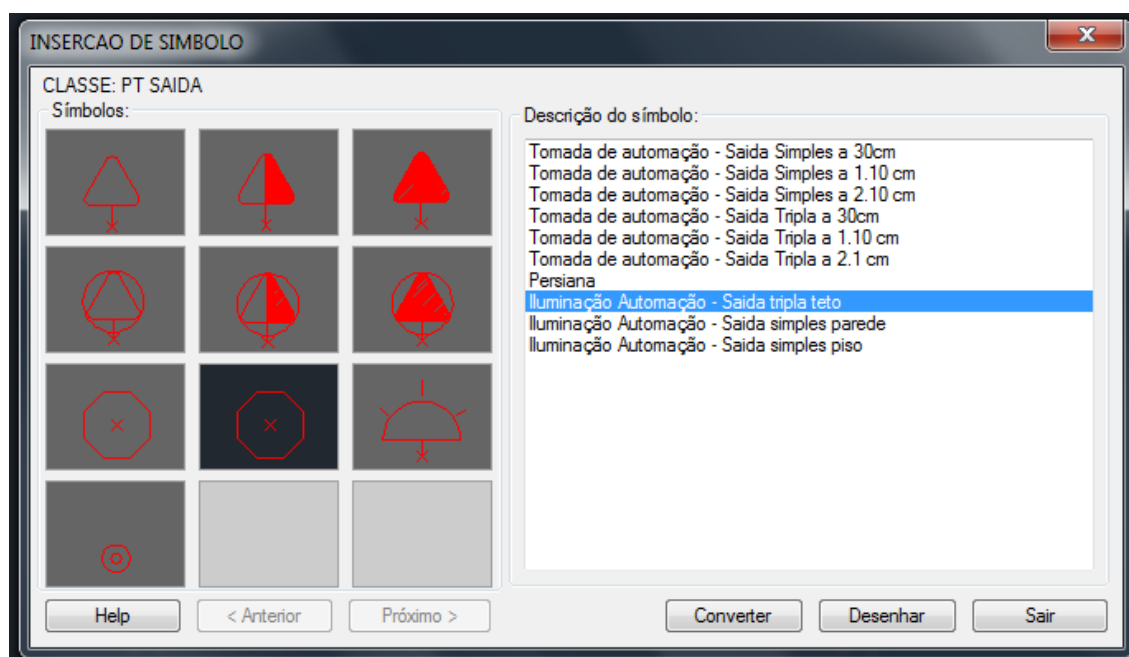 INSERCAO DE SIMBOLO
CLASSE: PT SAIDA
Símbolos:
Descrição do símbolo:
Tomada de automação - Saida Simples a 30cm
Tomada de automação - Saida Simples a 1.10 cm
Tomada de automação - Saida Simples a 2.10 cm
Tomada de automação - Saida Tripla a 30cm
Tomada de automação - Saida Tripla a 1.10 cm
Tomada de automação - Saida Tripla a 2.1 cm
Persiana
Iluminação Automação - Saida tripla teto
Iluminação Automação - Saida simples parede
Iluminação Automação - Saida simples piso
Help
< Anterior
Próximo >
Converter
Desenhar
Sair